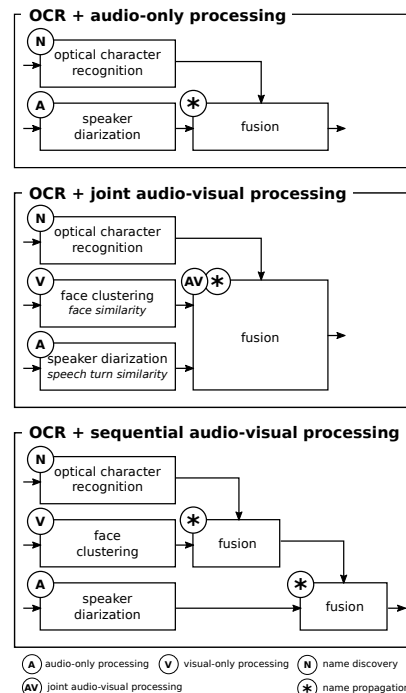 OCR + audio-only processing
N
optical character
recognition
A
speaker
diarization
*
fusion
OCR + joint audio-visual processing
N
optical character
recognition
V
face clustering
face similarity
AV *
fusion
A
speaker diarization
speech turn similarity
OCR + sequential audio-visual processing
N
optical character
recognition
V
face
clustering
*
fusion
A
speaker
diarization
*
fusion
A audio-only processing V visual-only processing N name discovery
AV joint audio-visual processing * name propagation